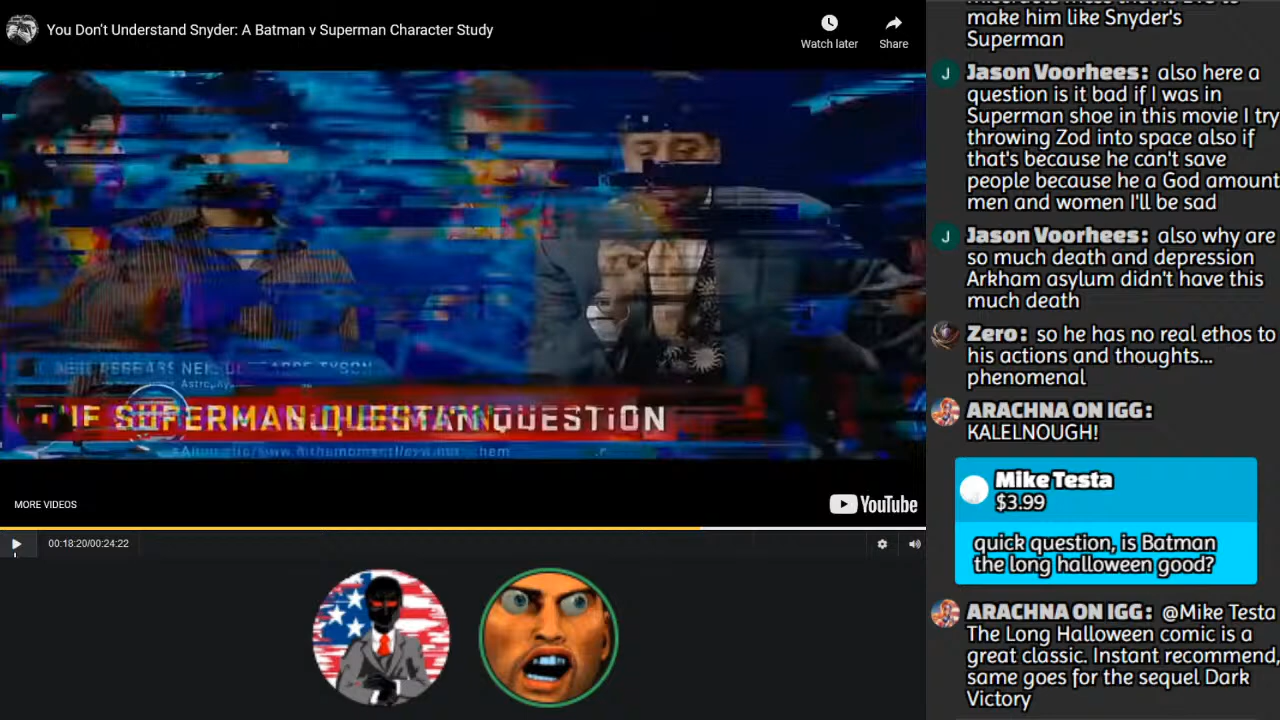 You Don't Understand Snyder: A Batman v Superman Character Study
Watch later
Share
THE SUPERMAN QUESTION
QUESTION
MORE VIDEOS
YouTube
00:18:20/00:24:22
make him like Snyder's
Superman
J
Jason Voorhees: also here a
question is it bad if I was in
Superman shoe in this movie I try
throwing Zod into space also if
that's because he can't save
people because he a God amount
men and women I'll be sad
J
Jason Voorhees: also why are
so much death and depression
Arkham asylum didn't have this
much death
Zero: so he has no real ethos to
his actions and thoughts...
phenomenal
ARACHNA ON IGG:
KALELNOUGH!
Mike Testa
$3.99
quick question, is Batman
the long halloween good?
ARACHNA ON IGG: @Mike Testa
The Long Halloween comic is a
great classic. Instant recommend,
same goes for the sequel Dark
Victory